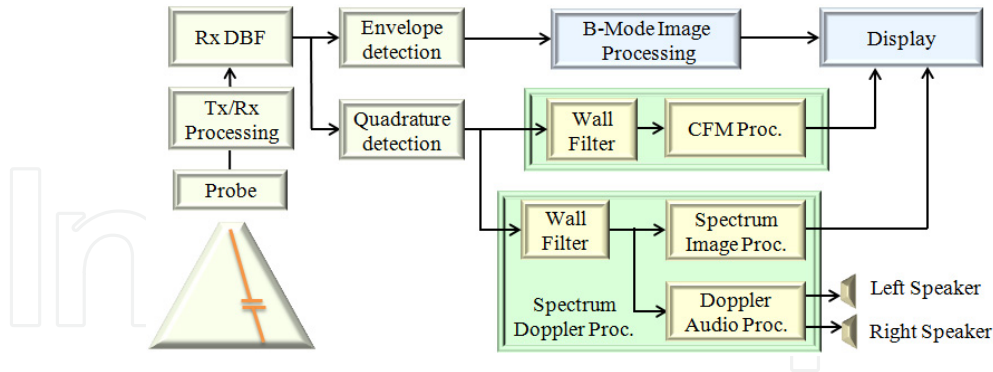 Rx DBF
Envelope
detection
B-Mode Image
Processing
Display
Tx/Rx
Processing
Quadrature
detection
Wall
Filter
CFM Proc.
Probe
Wall
Filter
Spectrum
Image Proc.
Spectrum
Doppler Proc.
Doppler
Audio Proc.
Left Speaker
Right Speaker
In